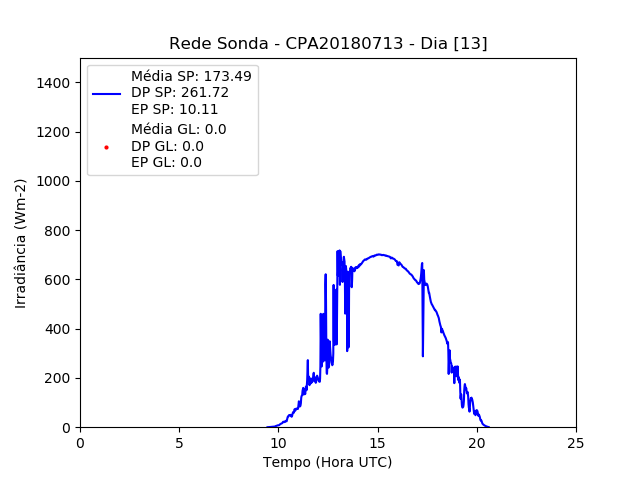 Rede Sonda - CPA20180713 - Dia [13]
Média SP: 173.49
DP SP: 261.72
EP SP: 10.11
Média GL: 0.0
DP GL: 0.0
EP GL: 0.0
Irradiância (Wm-2)
1400
1200
1000
800
600
400
200
0
0 5 10 15 20 25
Tempo (Hora UTC)